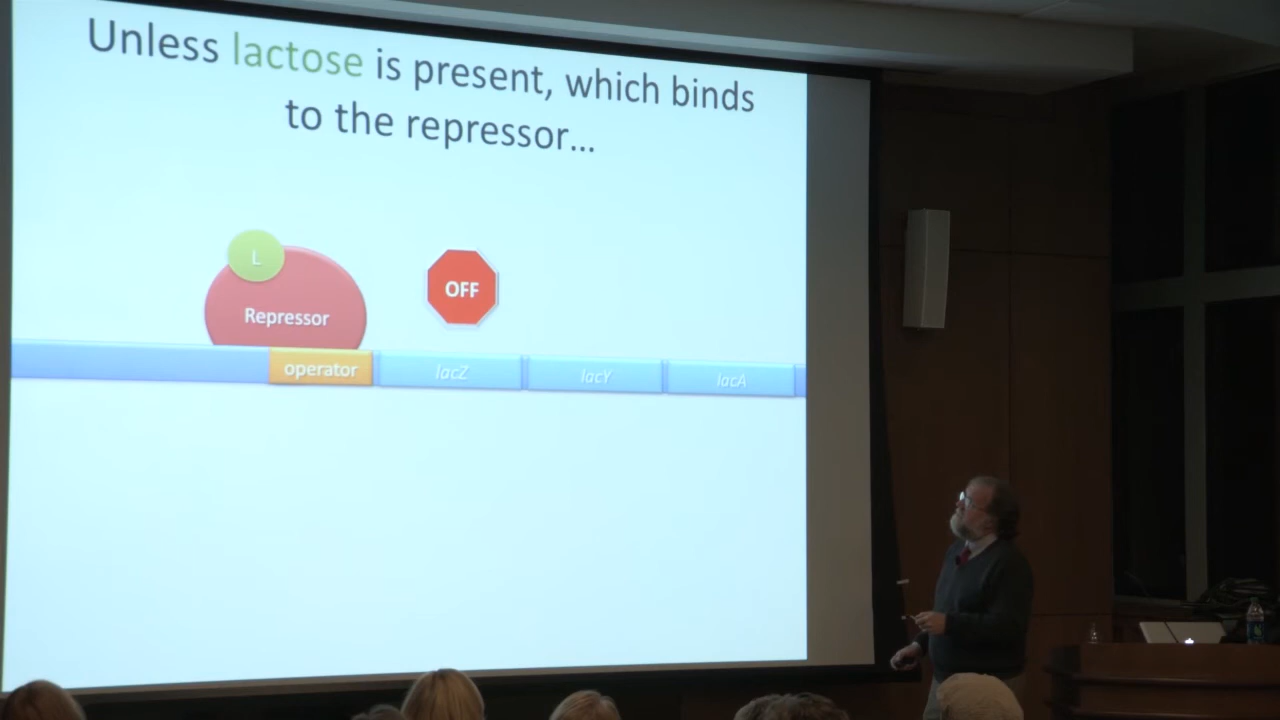 Unless lactose is present, which binds
to the repressor...
L
OFF
Repressor
operator
lacZ
lacY
lacA